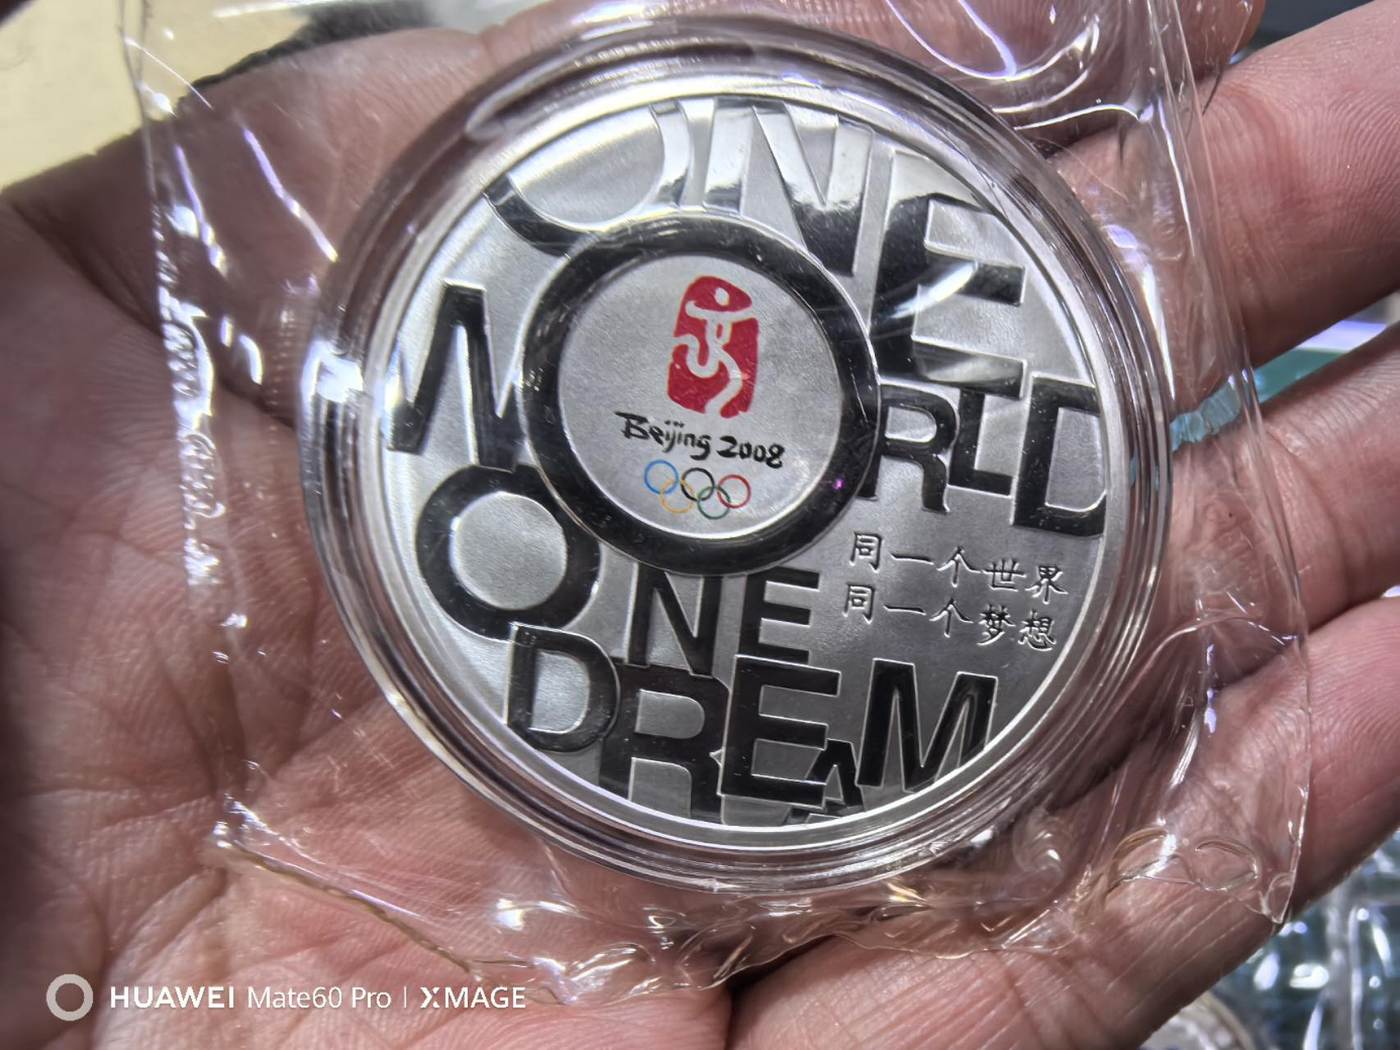 ONE
WORLD
Beijing 2008
同一个世界
同一个梦想
ONE
DREAM
HUAWEI Mate60 Pro | XMAGE